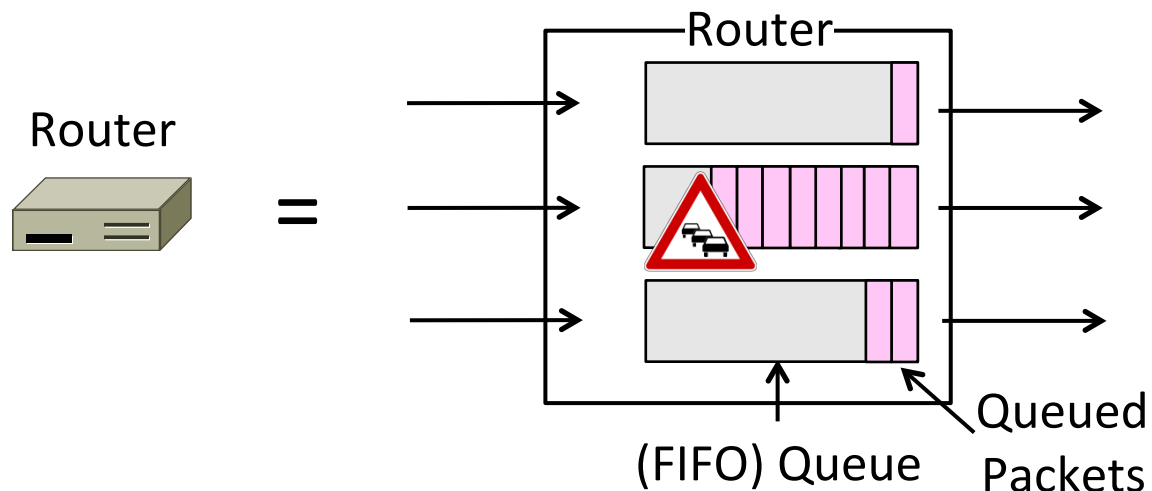 Router
=
Router
(FIFO) Queue
Queued
Packets